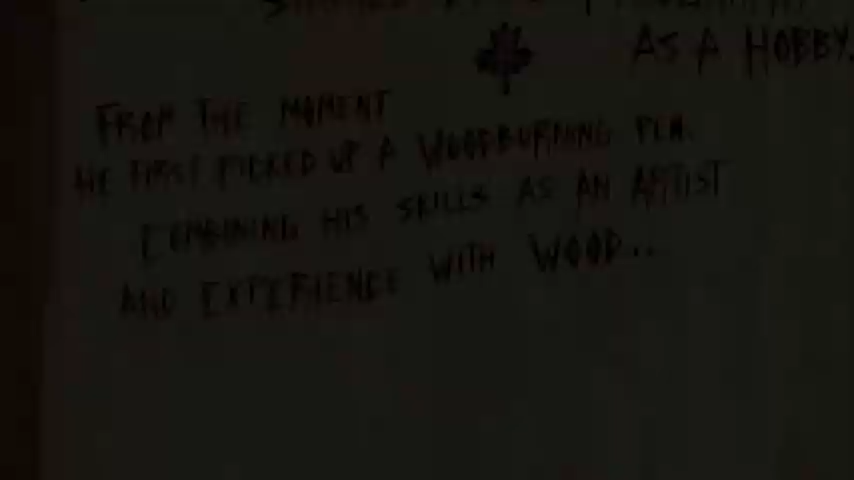 AS A HOBBY.
FROM THE MOMENT
HE FIRST PICKED UP A WOODBURNING PEN.
COMBINING HIS SKILLS AS AN ARTIST
AND EXPERIENCE WITH WOOD...